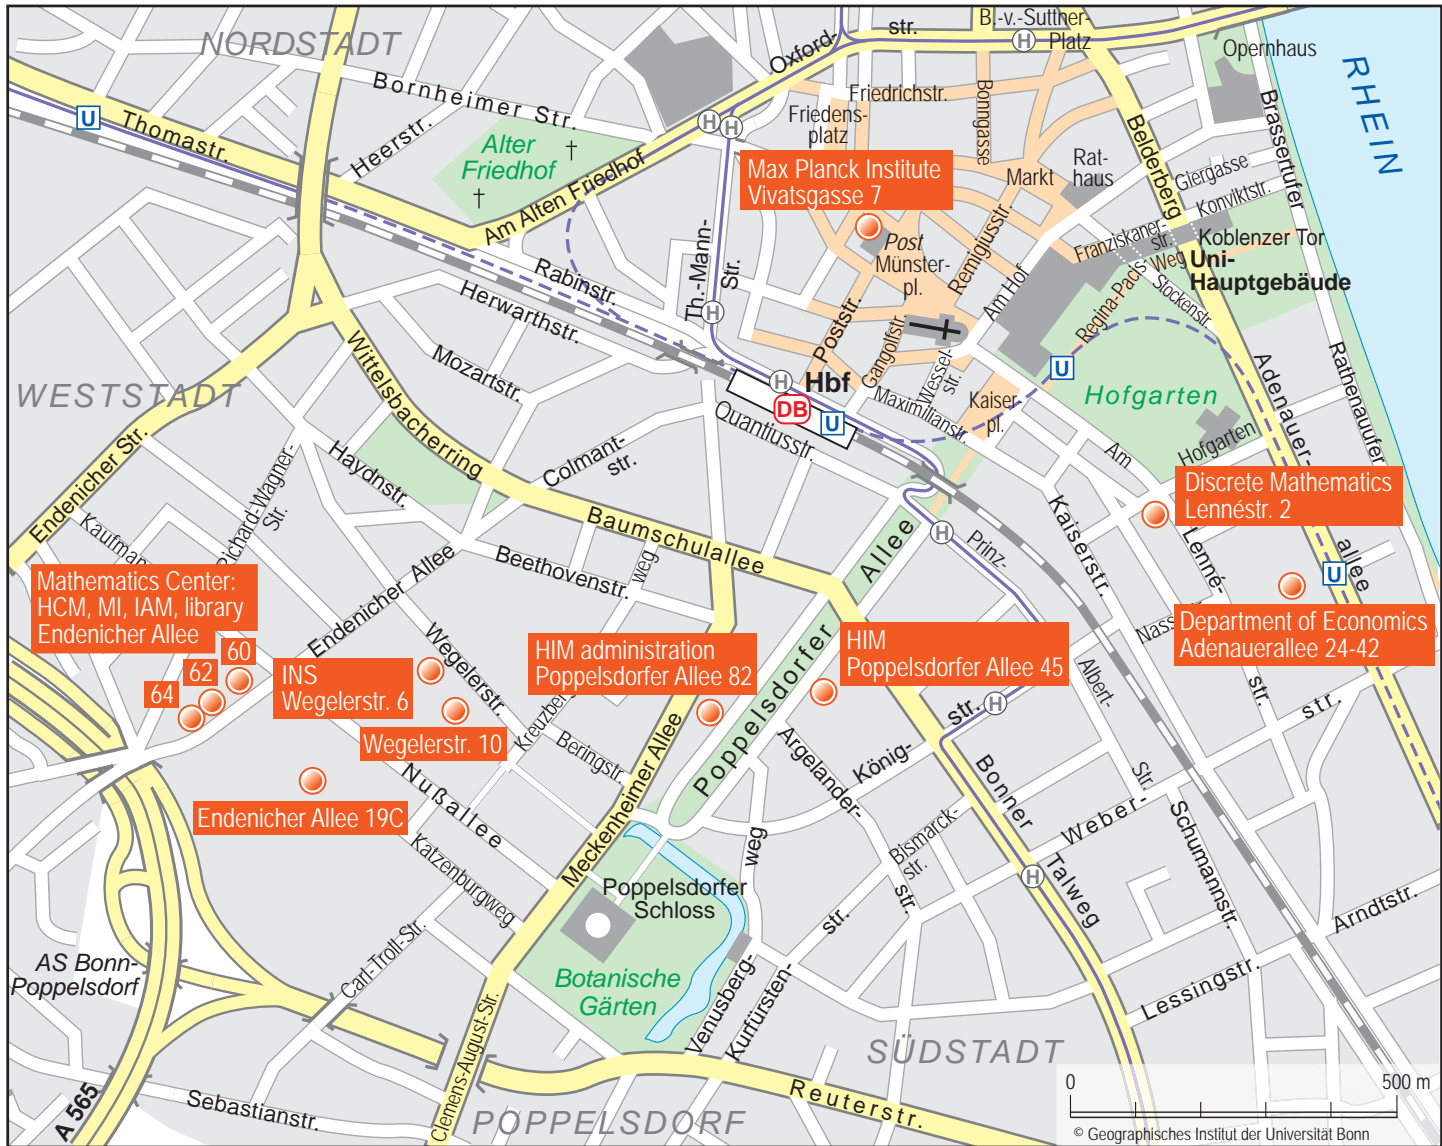 NORDSTADT
B.-v.-Suttner-
Platz
Oxford-
str.
Opernhaus
RHEIN
Bornheimer Str.
Friedrichstr.
Bonngasse
Friedens-
platz
Brassertufer
Belderberg
U
Thomastr.
Heerstr.
Alter
Friedhof
Am Alten Friedhof
H
H
H
Max Planck Institute
Vivatsgasse 7
Markt
Rat-
haus
Giergasse
Konviktstr.
Franziskaner-
str.
Koblenzer Tor
Uni-
Hauptgebäude
Post
Münster-
pl.
Remigiusstr.
Am Hof
Regina-Pacis
Weg
Stockenstr.
Rabinstr.
Herwarthstr.
Th.-Mann-
Str.
H
Poststr.
Gangolfstr.
Wessel-
str.
Mozartstr.
Wittelsbacherring
WESTSTADT
H
Hbf
DB
U
U
Maximilianstr.
Kaiser-
pl.
Hofgarten
Adenauer-
allee
Rathenauufer
Quantiusstr.
Colmant-
str.
Haydnstr.
Richard-Wagner-
Str.
Endenicher Str.
Kaufmann
Am
Hofgarten
Discrete Mathematics
Lennéstr. 2
Baumschulallee
Beethovenstr.
Endenicher Allee
weg
Kreuzberg
Poppelsdorfer Allee
H
Prinz-
Albert-
Str.
Kaiserstr.
Lenné-
str.
Nass
str.
U
Department of Economics
Adenauerallee 24-42
Mathematics Center:
HCM, MI, IAM, library
Endenicher Allee
60
62
64
INS
Wegelerstr. 6
Wegelerstr.
Wegelerstr. 10
HIM administration
Poppelsdorfer Allee 82
HIM
Poppelsdorfer Allee 45
H
König-
str.
Beringstr.
Meckenheimer Allee
Argelander-
str.
Bonner
Talweg
Bismarck-
str.
Weber-
Schumannstr.
Endenicher Allee 19C
Nußallee
Katzenburgweg
Carl-Troll-Str.
Poppelsdorfer
Schloss
weg
Venusberg-
Kurfürsten-
str.
H
Arndtstr.
Lessingstr.
AS Bonn-
Poppelsdorf
Botanische
Gärten
Clemens-August-Str.
SÜDSTADT
A 565
Sebastianstr.
POPPELSDORF
Reuterstr.
0
500 m
© Geographisches Institut der Universität Bonn